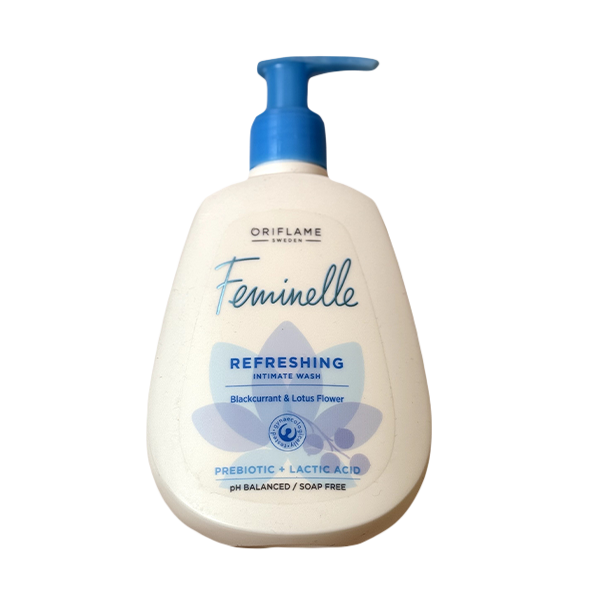 ORIFLAME
SWEDEN
Feminelle
REFRESHING
INTIMATE WASH
Blackcurrant & Lotus Flower
PREBIOTIC + LACTIC ACID
pH BALANCED / SOAP FREE